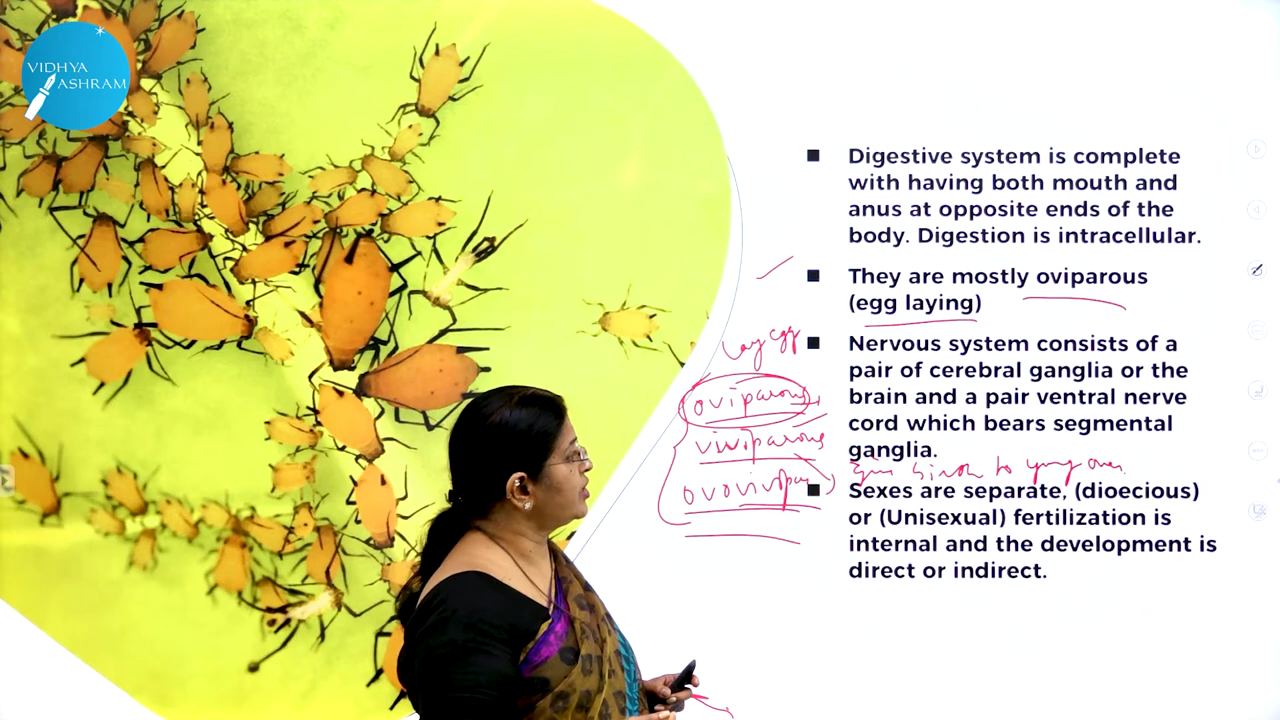 VIDHYA
ASHRAM
■ Digestive system is complete
with having both mouth and
anus at opposite ends of the
body. Digestion is intracellular.
■ They are mostly oviparous
(egg laying)
■ Nervous system consists of a
pair of cerebral ganglia or the
brain and a pair ventral nerve
cord which bears segmental
ganglia.
■ Sexes are separate, (dioecious)
or (Unisexual) fertilization is
internal and the development is
direct or indirect.
lay egg
oviparous
viviparous
ovovivipar
give birth to young ones